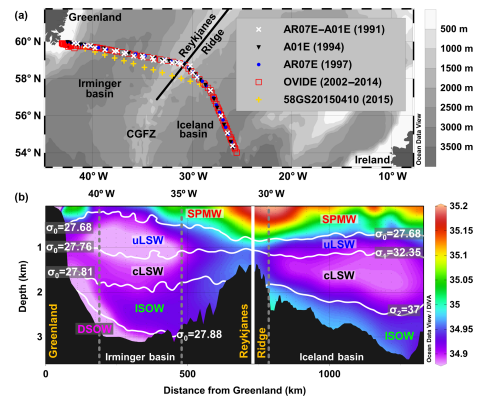 (a)
Greenland
60°N
58°N
56°N
54°N
Reykjanes
Ridge
Irminger
basin
Iceland
basin
CGFZ
Ireland
AR07E–A01E (1991)
A01E (1994)
AR07E (1997)
OVIDE (2002–2014)
58GS20150410 (2015)
500 m
1000 m
1500 m
2000 m
2500 m
3000 m
3500 m
Ocean Data View
40°W 30°W 20°W 10°W
(b)
40°W 35°W 30°W
Depth (km)
1
2
3
σ₀=27.68
σ₀=27.76
σ₀=27.81
SPMW
uLSW
cLSW
ISOW
DSOW
σ₀=27.88
SPMW
σ₀=27.68
uLSW
σ₁=32.35
cLSW
σ₂=37
ISOW
Greenland
Reykjanes
Ridge
Irminger basin
Iceland basin
0 500 1000
Distance from Greenland (km)
Ocean Data View / DIVA
35.2
35.15
35.1
35.05
35
34.95
34.9